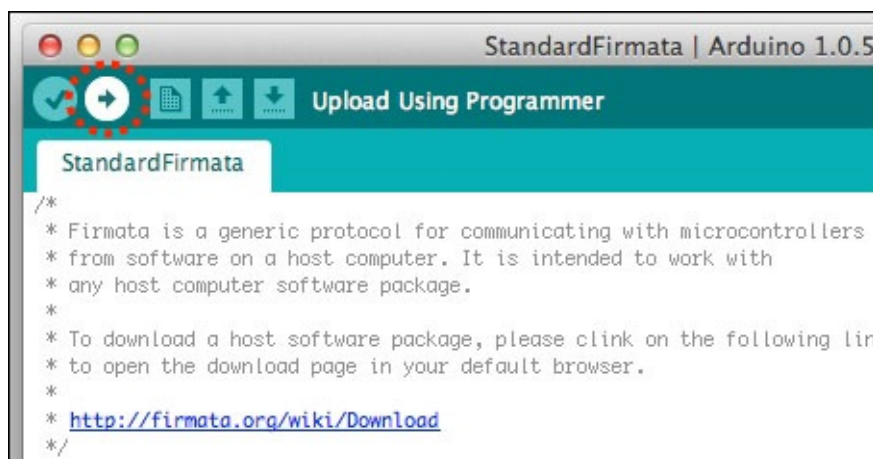 StandardFirmata | Arduino 1.0.5
Upload Using Programmer
StandardFirmata
/*
* Firmata is a generic protocol for communicating with microcontrollers
* from software on a host computer. It is intended to work with
* any host computer software package.
*
* To download a host software package, please clink on the following lin
* to open the download page in your default browser.
*
* http://firmata.org/wiki/Download
*/